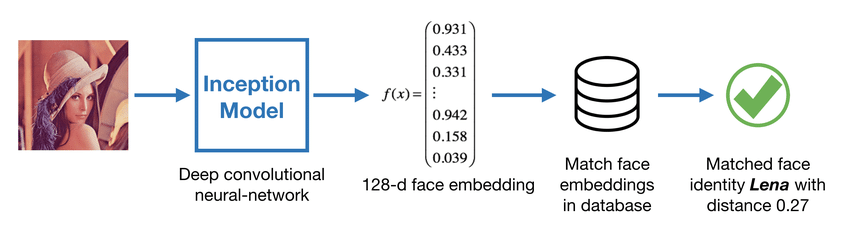 Inception
Model
Deep convolutional
neural-network
f(x)=
0.931
0.433
0.331
⋮
0.942
0.158
0.039
128-d face embedding
Match face
embeddings
in database
Matched face
identity Lena with
distance 0.27